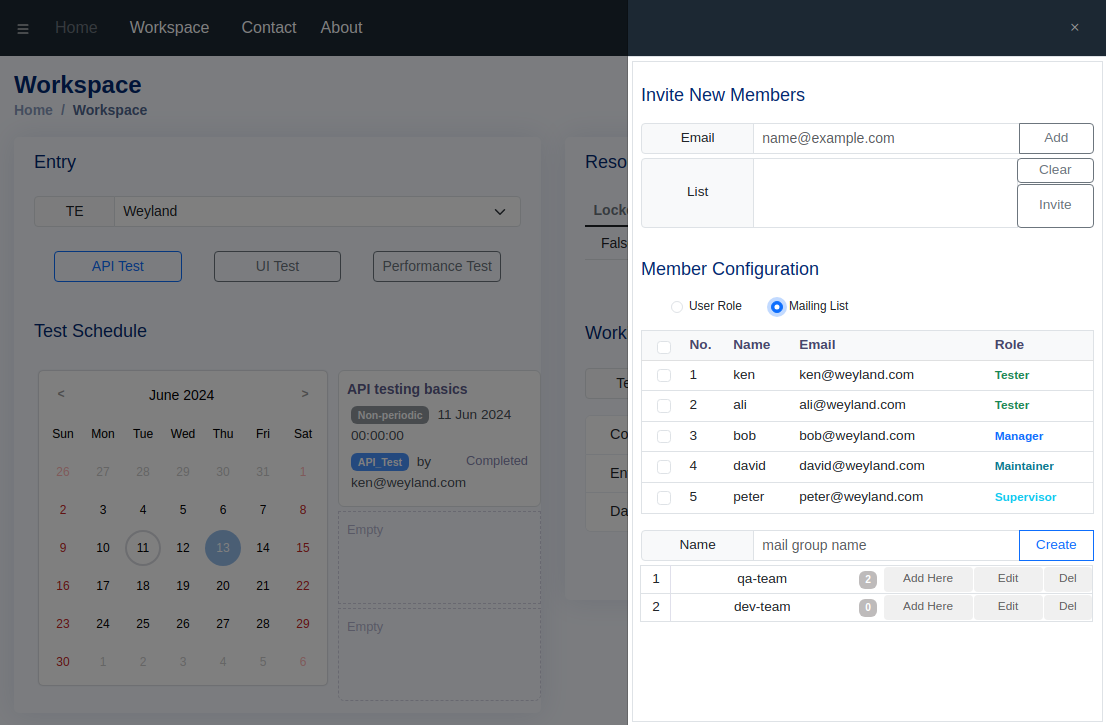 ☰ Home Workspace Contact About ×
Workspace
Home / Workspace
Entry
TE Weyland
API Test UI Test Performance Test
Test Schedule
< June 2024 >
Sun Mon Tue Wed Thu Fri Sat
26 27 28 29 30 31 1
2 3 4 5 6 7 8
9 10 11 12 13 14 15
16 17 18 19 20 21 22
23 24 25 26 27 28 29
30 1 2 3 4 5 6
API testing basics
Non-periodic 11 Jun 2024
00:00:00
API_Test by Completed
ken@weyland.com
Empty
Empty
Reso
Locke
Fals
Work
Te
Co
En
Da
Invite New Members
Email name@example.com Add
List Clear
Invite
Member Configuration
User Role Mailing List
No. Name Email Role
1 ken ken@weyland.com Tester
2 ali ali@weyland.com Tester
3 bob bob@weyland.com Manager
4 david david@weyland.com Maintainer
5 peter peter@weyland.com Supervisor
Name mail group name Create
1 qa-team 2 Add Here Edit Del
2 dev-team 0 Add Here Edit Del